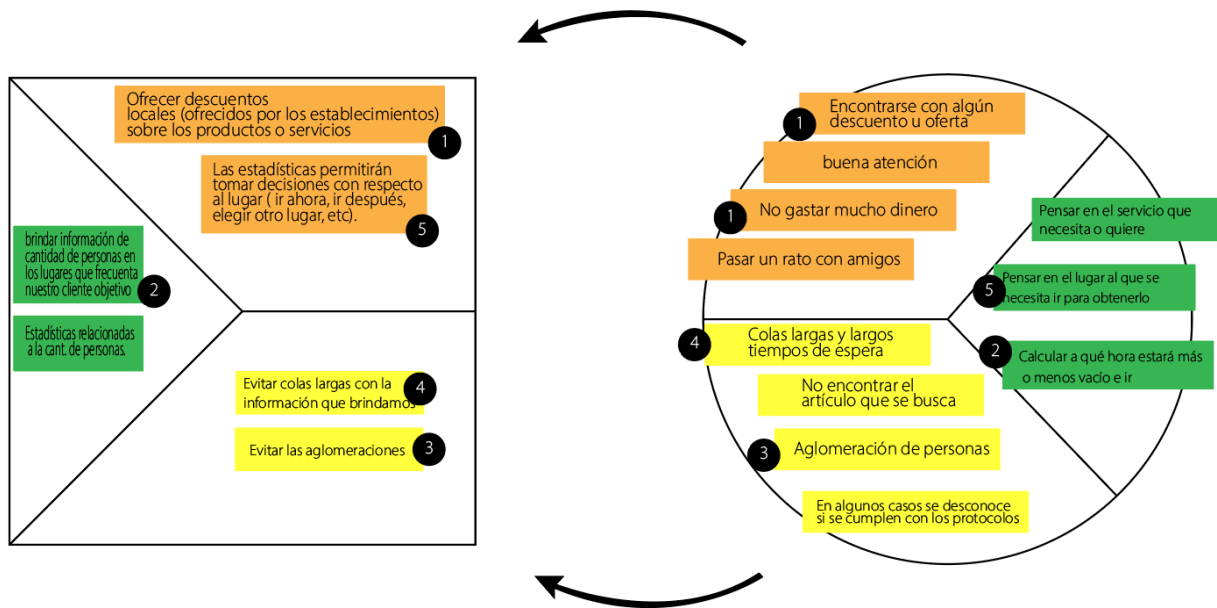 Ofrecer descuentos
locales (ofrecidos por los establecimientos)
sobre los productos o servicios
1
Las estadísticas permitirán
tomar decisiones con respecto
al lugar ( ir ahora, ir después,
elegir otro lugar, etc).
5
brindar información de
cantidad de personas en
los lugares que frecuenta
nuestro cliente objetivo
2
Estadísticas relacionadas
a la cant. de personas.
Evitar colas largas con la
información que brindamos
4
Evitar las aglomeraciones
3
1
Encontrarse con algún
descuento u oferta
buena atención
1
No gastar mucho dinero
Pasar un rato con amigos
Pensar en el servicio que
necesita o quiere
Pensar en el lugar al que se
necesita ir para obtenerlo
5
2
Calcular a qué hora estará más
o menos vacío e ir
4
Colas largas y largos
tiempos de espera
No encontrar el
artículo que se busca
3
Aglomeración de personas
En algunos casos se desconoce
si se cumplen con los protocolos